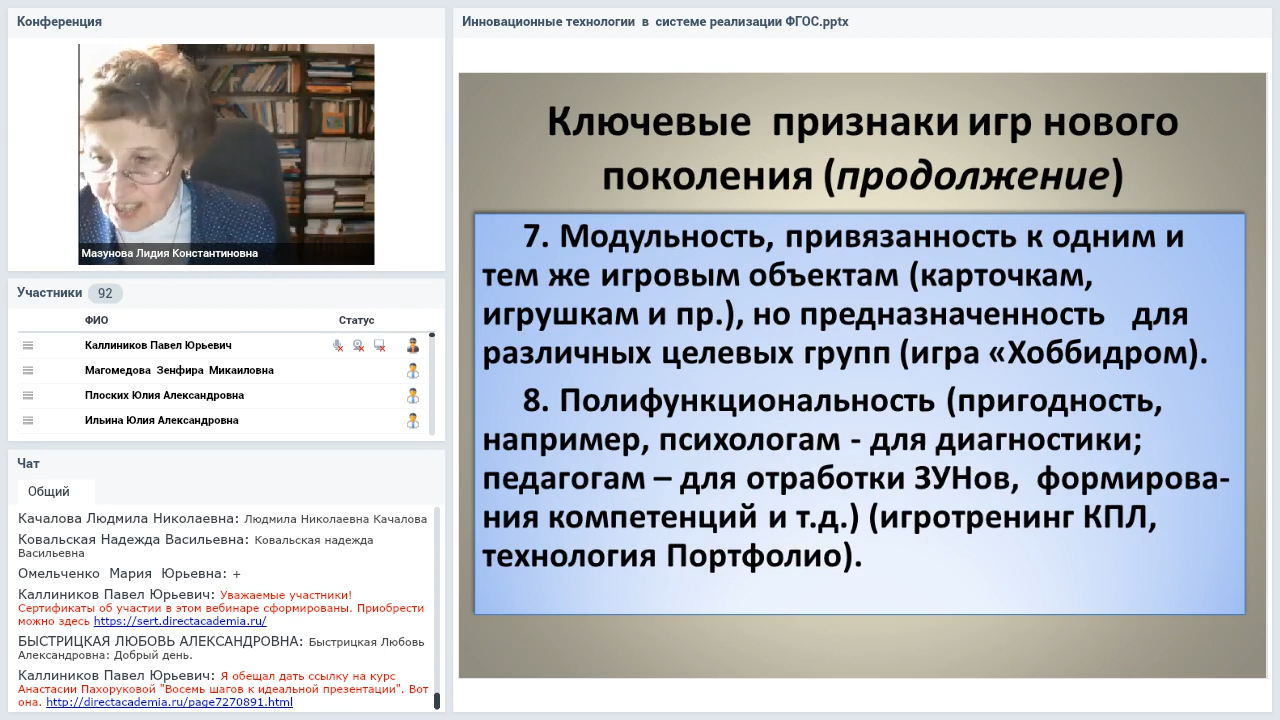 Конференция
Мазунова Лидия Константиновна
Участники 92
ФИО Статус
Каллиников Павел Юрьевич
Магомедова Зенфира Микаиловна
Плоских Юлия Александровна
Ильина Юлия Александровна
Чат
Общий
Качалова Людмила Николаевна: Людмила Николаевна Качалова
Ковальская Надежда Васильевна: Ковальская надежда
Васильевна
Омельченко Мария Юрьевна: +
Каллиников Павел Юрьевич: Уважаемые участники!
Сертификаты об участии в этом вебинаре сформированы. Приобрести
можно здесь https://sert.directacademia.ru/
БЫСТРИЦКАЯ ЛЮБОВЬ АЛЕКСАНДРОВНА: Быстрицкая Любовь
Александровна: Добрый день.
Каллиников Павел Юрьевич: Я обещал дать ссылку на курс
Анастасии Пахоруковой "Восемь шагов к идеальной презентации". Вот
она. http://directacademia.ru/page7270891.html
Инновационные технологии в системе реализации ФГОС.pptx
Ключевые признаки игр нового
поколения (продолжение)
7. Модульность, привязанность к одним и
тем же игровым объектам (карточкам,
игрушкам и пр.), но предназначенность для
различных целевых групп (игра «Хоббидром).
8. Полифункциональность (пригодность,
например, психологам - для диагностики;
педагогам – для отработки ЗУНов, формирова-
ния компетенций и т.д.) (игротренинг КПЛ,
технология Портфолио).